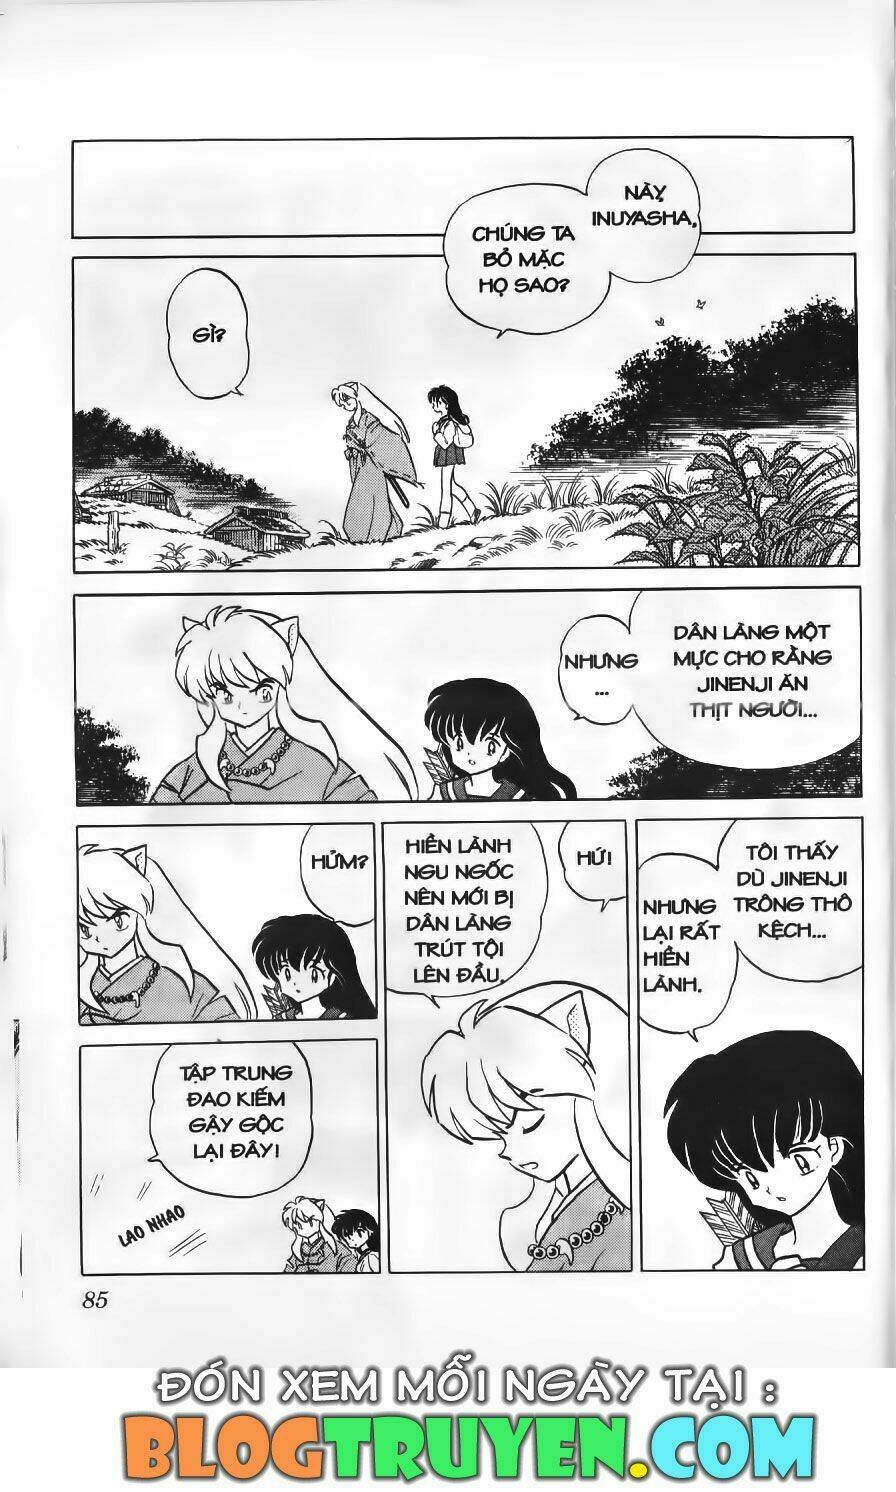 NÀY,
INUYASHA,
CHÚNG TA
BỎ MẶC
HỌ SAO?
GÌ?
DÂN LÀNG MỘT
MỰC CHO RẰNG
JINENJI ĂN
THỊT NGƯỜI...
NHƯNG
...
TÔI THẤY
DÙ JINENJI
TRÔNG THÔ
KỆCH...
NHƯNG
LẠI RẤT
HIỀN
LÀNH.
HỨ!
HIỀN LÀNH
NGU NGỐC
NÊN MỚI BỊ
DÂN LÀNG
TRÚT TỘI
LÊN ĐẦU.
HỬM?
TẬP TRUNG
ĐAO KIẾM
GẬY GỘC
LẠI ĐÂY!
LAO NHAO
85
ĐÓN XEM MỖI NGÀY TẠI :
BLOGTRUYEN.COM